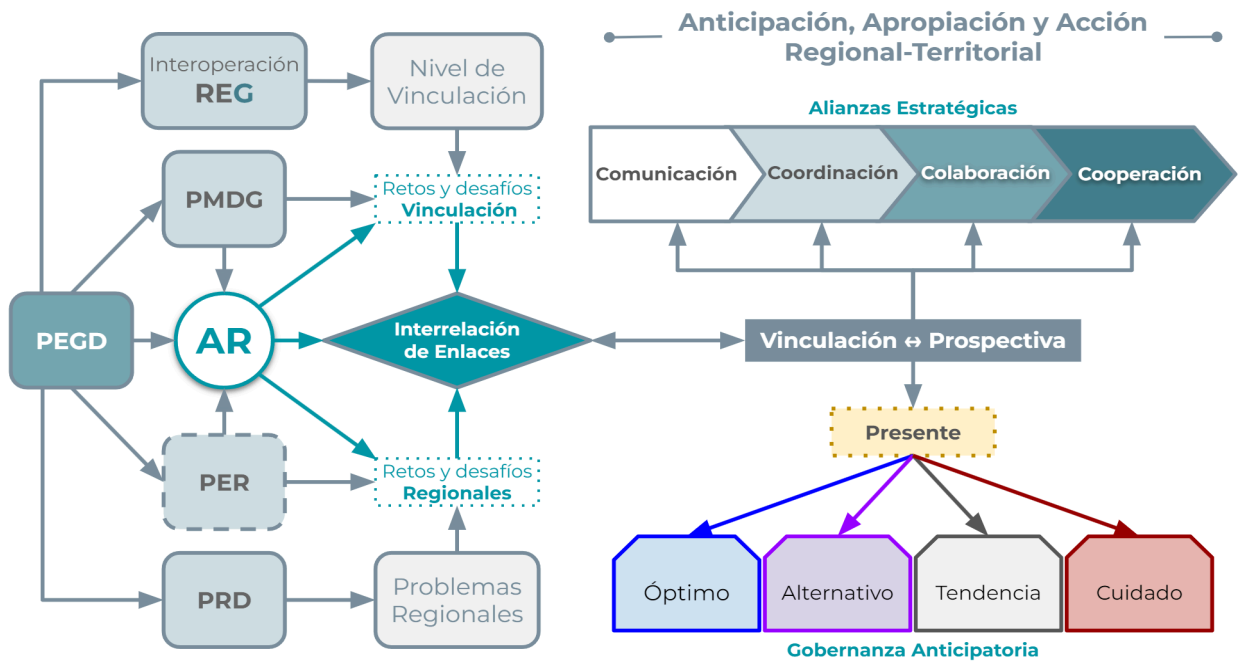 Anticipación, Apropiación y Acción
Regional-Territorial
Interoperación
REG
Nivel de
Vinculación
PMDG
Retos y desafíos
Vinculación
PEGD
AR
Interrelación
de Enlaces
PER
Retos y desafíos
Regionales
PRD
Problemas
Regionales
Alianzas Estratégicas
Comunicación
Coordinación
Colaboración
Cooperación
Vinculación ↔ Prospectiva
Presente
Óptimo
Alternativo
Tendencia
Cuidado
Gobernanza Anticipatoria